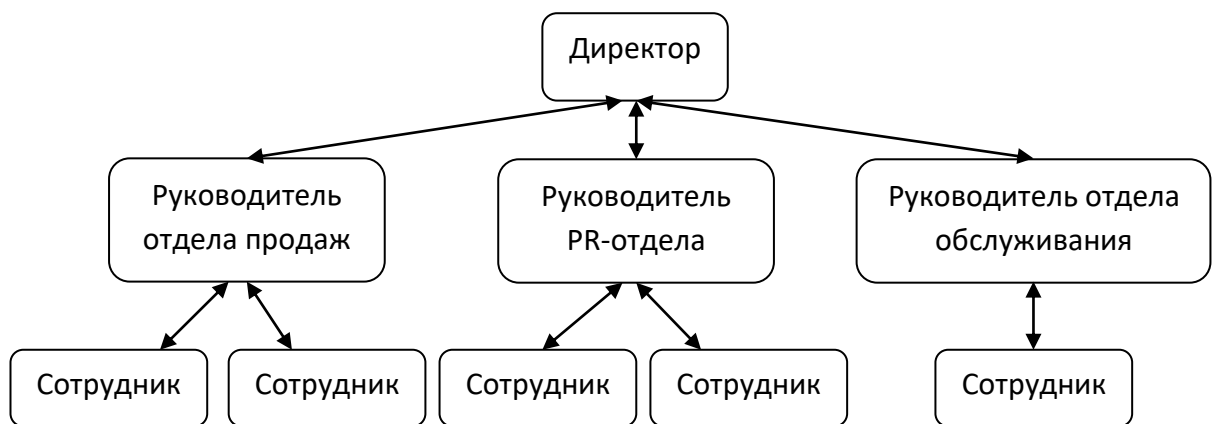 Директор
Руководитель
отдела продаж
Руководитель
PR-отдела
Руководитель отдела
обслуживания
Сотрудник
Сотрудник
Сотрудник
Сотрудник
Сотрудник